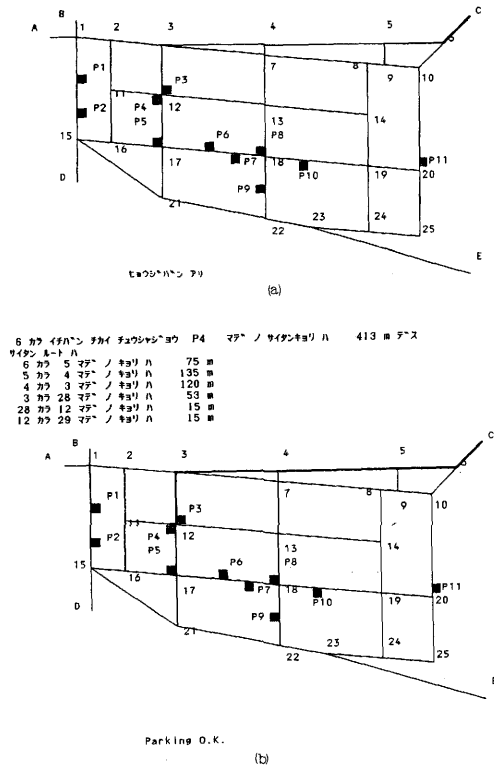 B
A 1 2 3 4 5 6 C
P1 7 8 9 10
P3
11 P4 12
P2 13 14
P5 P6 P8
15 16 17 P7 18 P10 19 P11 20
D P9
21 22 23 24 25
E
ヒョウジバン アリ
(a)
6 カラ イチバン チカイ チュウシャジョウ P4 マデ ノ サイタンキョリ ハ 413 m デス
サイタン ルート ハ
6 カラ 5 マデ ノ キョリ ハ 75 m
5 カラ 4 マデ ノ キョリ ハ 135 m
4 カラ 3 マデ ノ キョリ ハ 120 m
3 カラ 28 マデ ノ キョリ ハ 53 m
28 カラ 12 マデ ノ キョリ ハ 15 m
12 カラ 29 マデ ノ キョリ ハ 15 m
B
A 1 2 3 4 5 6 C
P1 7 8 9 10
P3
11 P4 12
P2 13 14
P5 P6 P8
15 16 17 P7 18 P10 19 P11 20
D P9
21 22 23 24 25
E
Parking O.K.
(b)